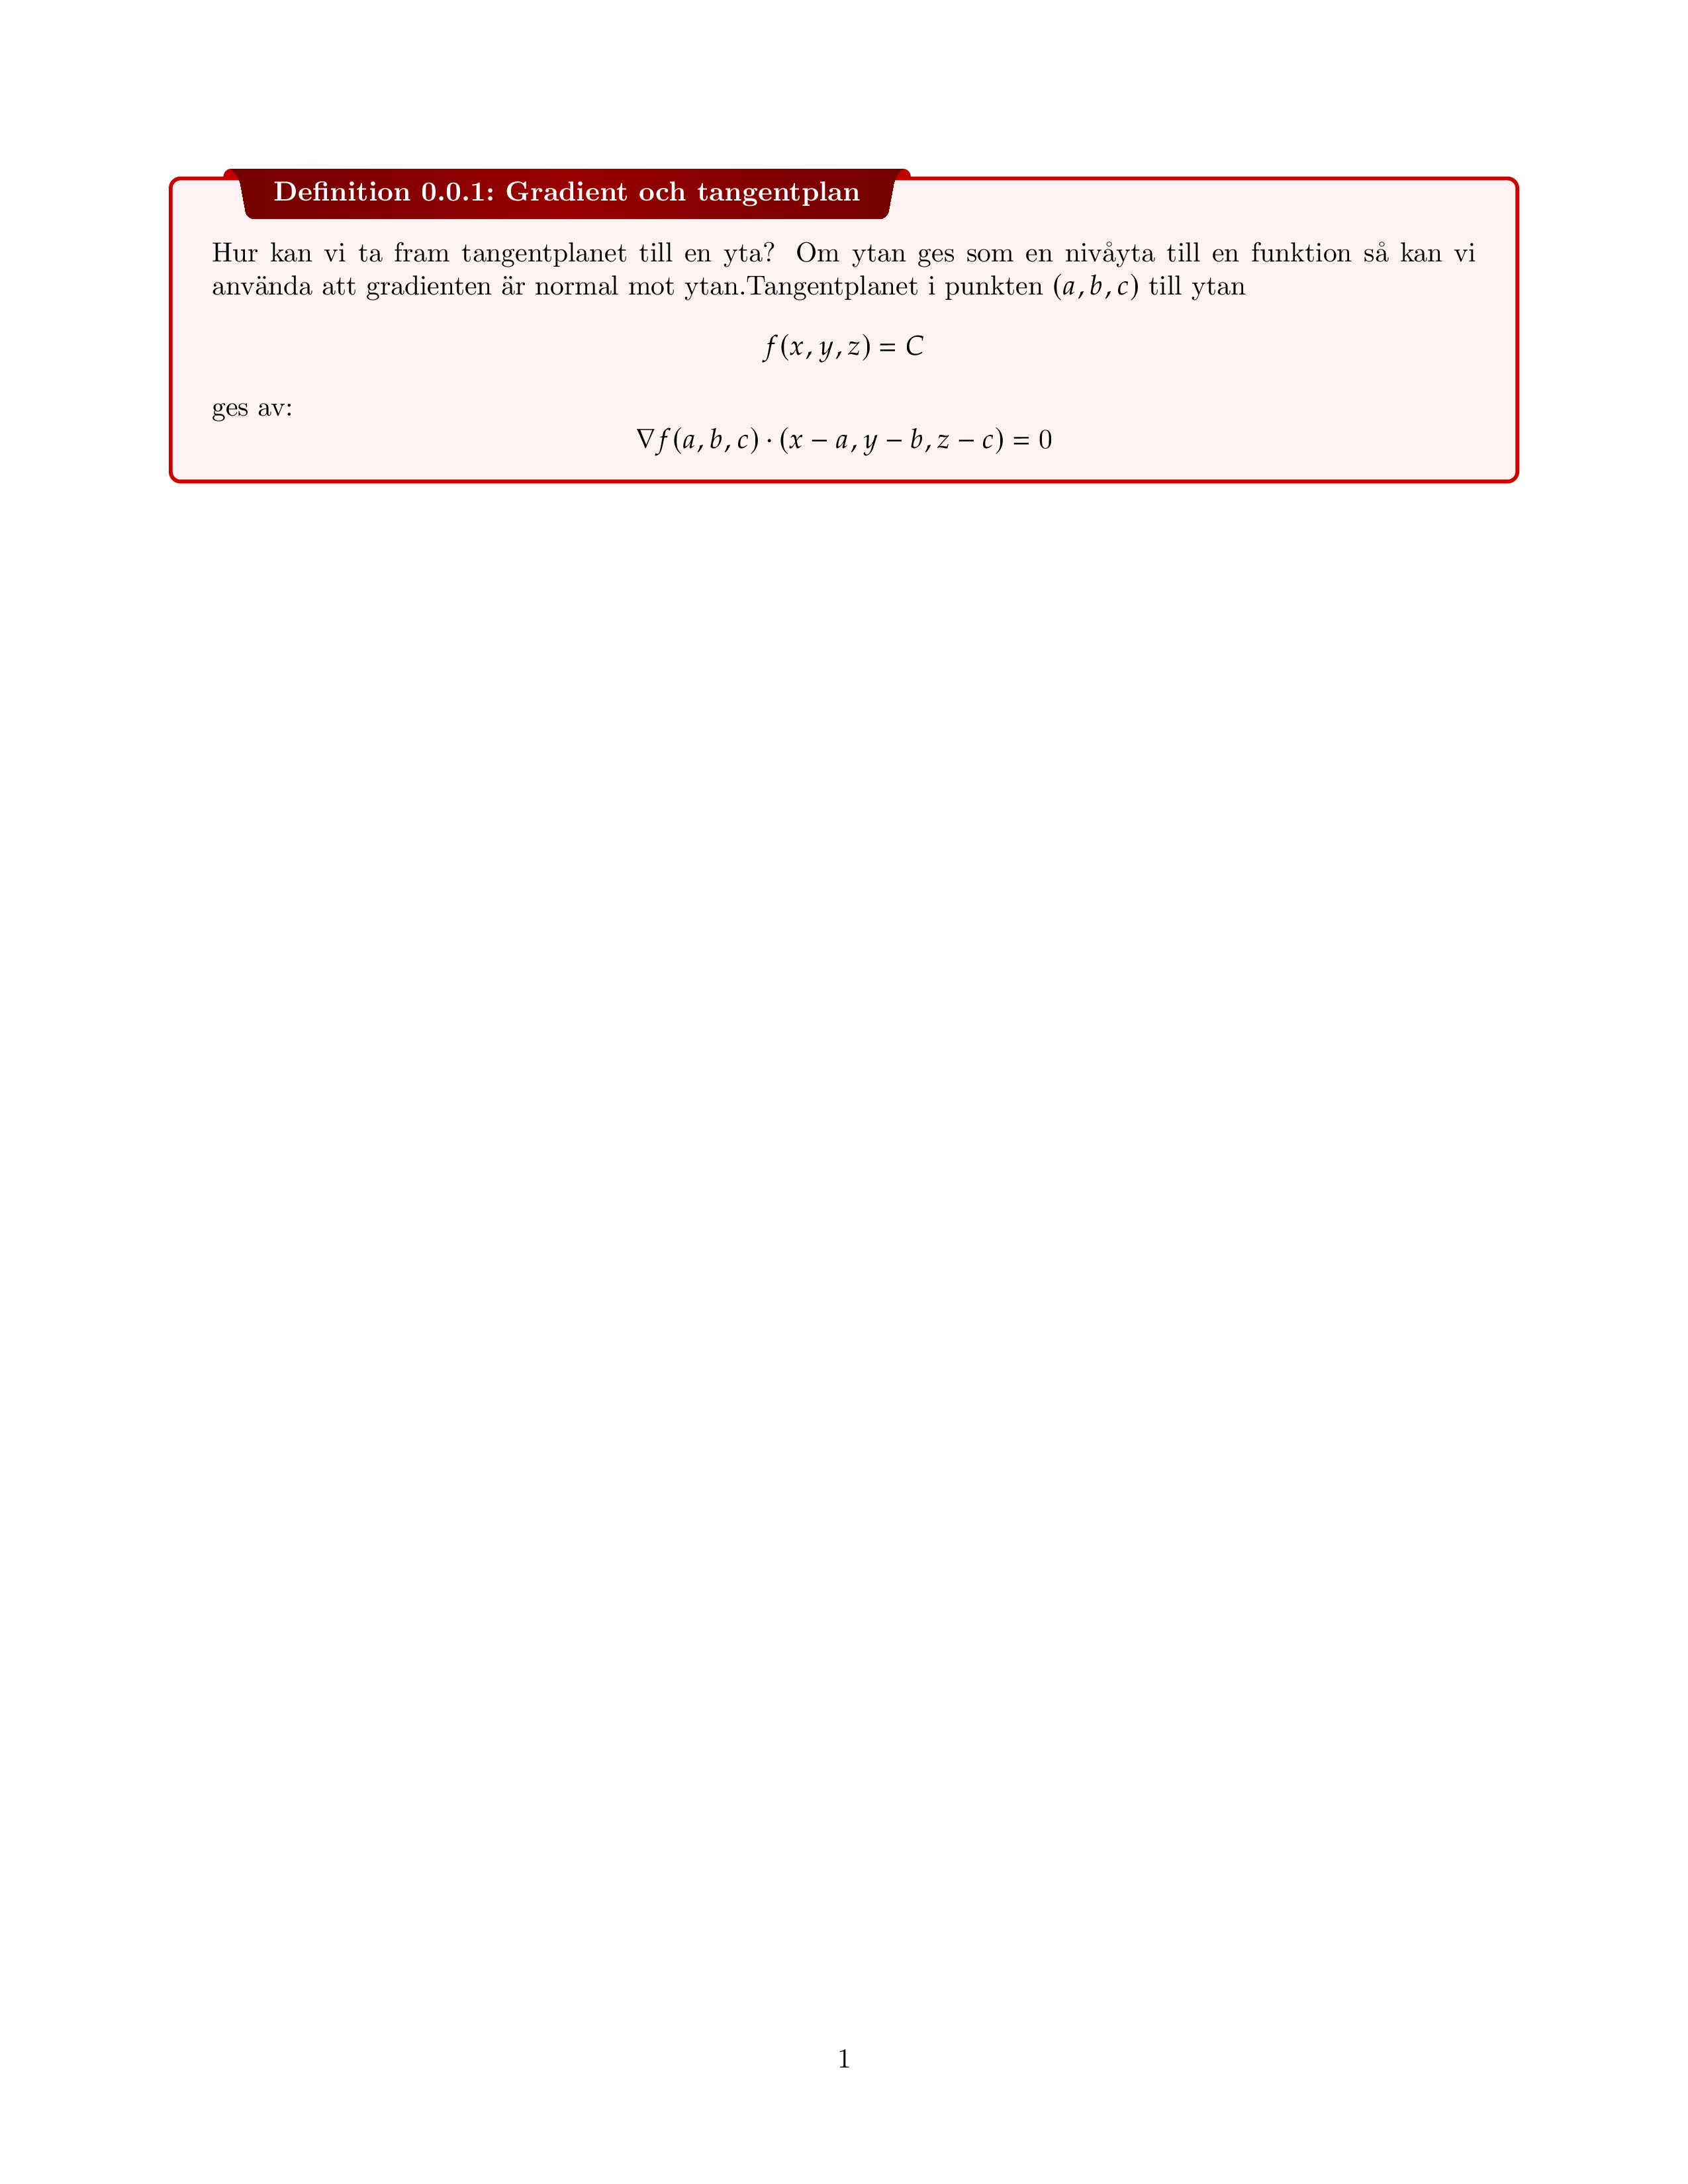 Definition 0.0.1: Gradient och tangentplan
Hur kan vi ta fram tangentplanet till en yta? Om ytan ges som en nivåyta till en funktion så kan vi
använda att gradienten är normal mot ytan.Tangentplanet i punkten (a, b, c) till ytan
f(x, y, z) = C
ges av:
∇f(a, b, c) · (x − a, y − b, z − c) = 0
1